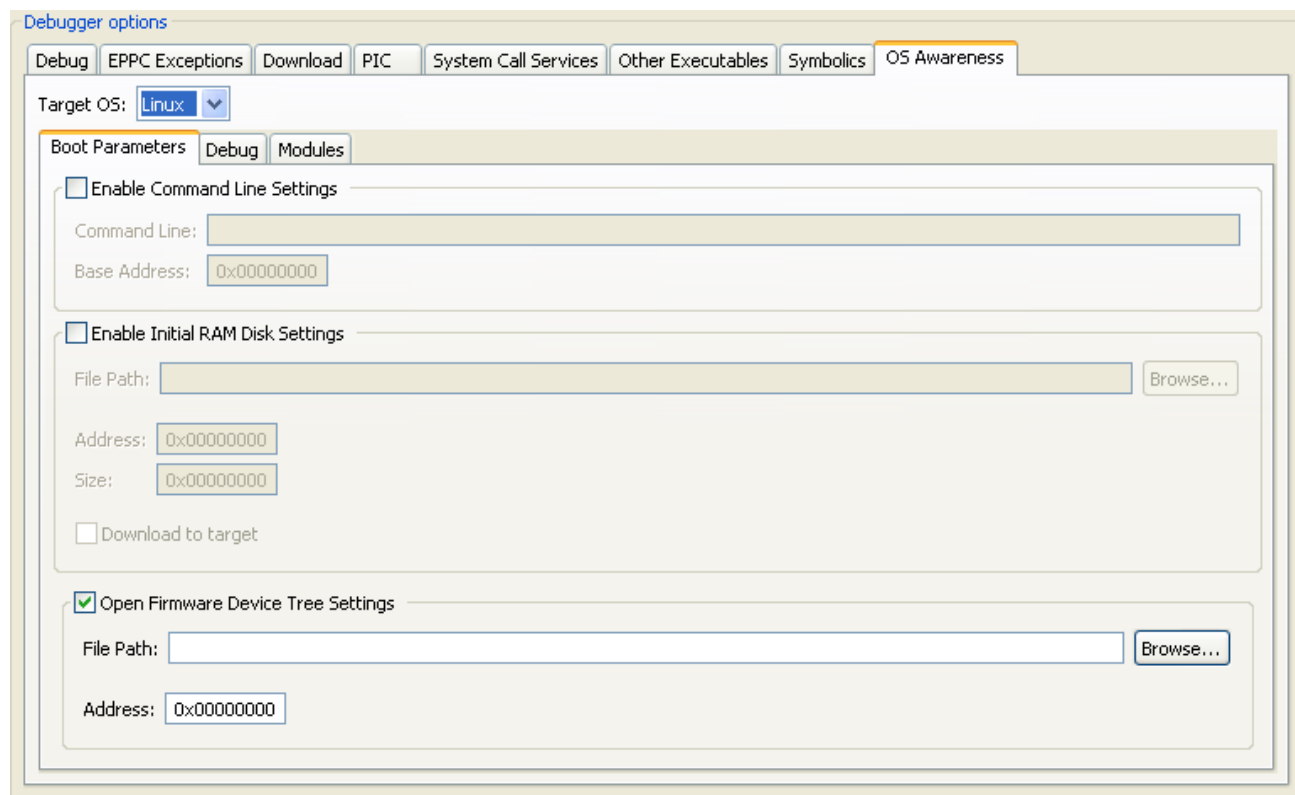 Debugger options
Debug EPPC Exceptions Download PIC System Call Services Other Executables Symbolics OS Awareness
Target OS: Linux
Boot Parameters Debug Modules
Enable Command Line Settings
Command Line:
Base Address: 0x00000000
Enable Initial RAM Disk Settings
File Path: Browse...
Address: 0x00000000
Size: 0x00000000
Download to target
Open Firmware Device Tree Settings
File Path: Browse...
Address: 0x00000000